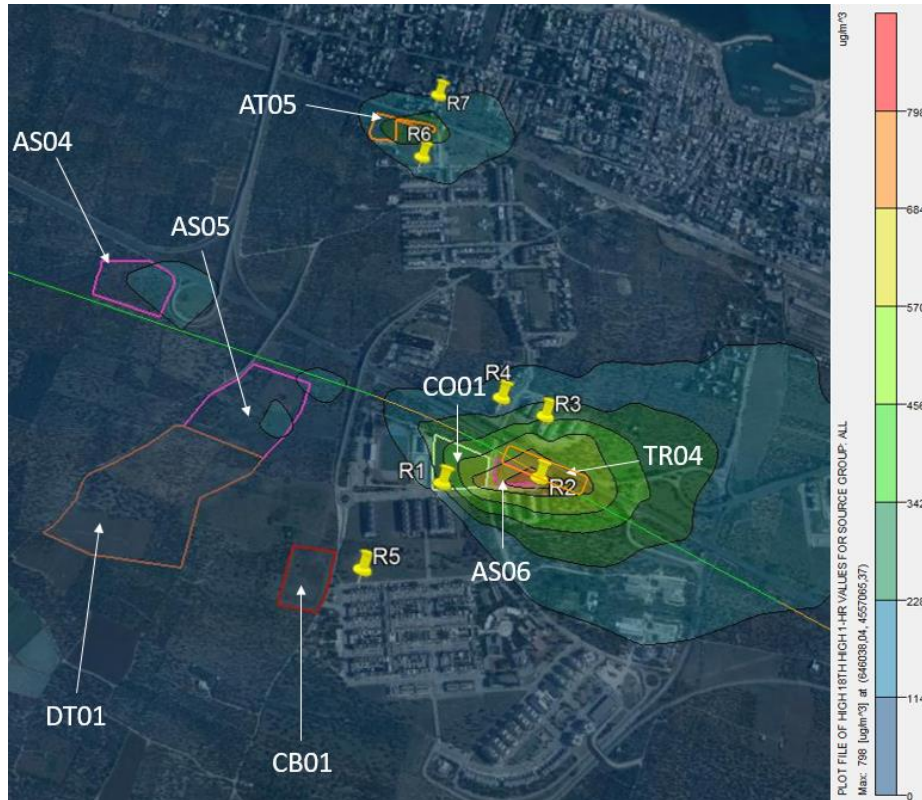 ug/m^3
R7
AT05
R6
AS04
AS05
R4
CO01
R3
TR04
R1
R2
AS06
R5
DT01
CB01
798
684
570
456
342
228
114
0
PLOT FILE OF HIGH 18TH HIGH 1-HR VALUES FOR SOURCE GROUP: ALL
Max: 798 [ug/m^3] at (646038,04, 4557065,37)